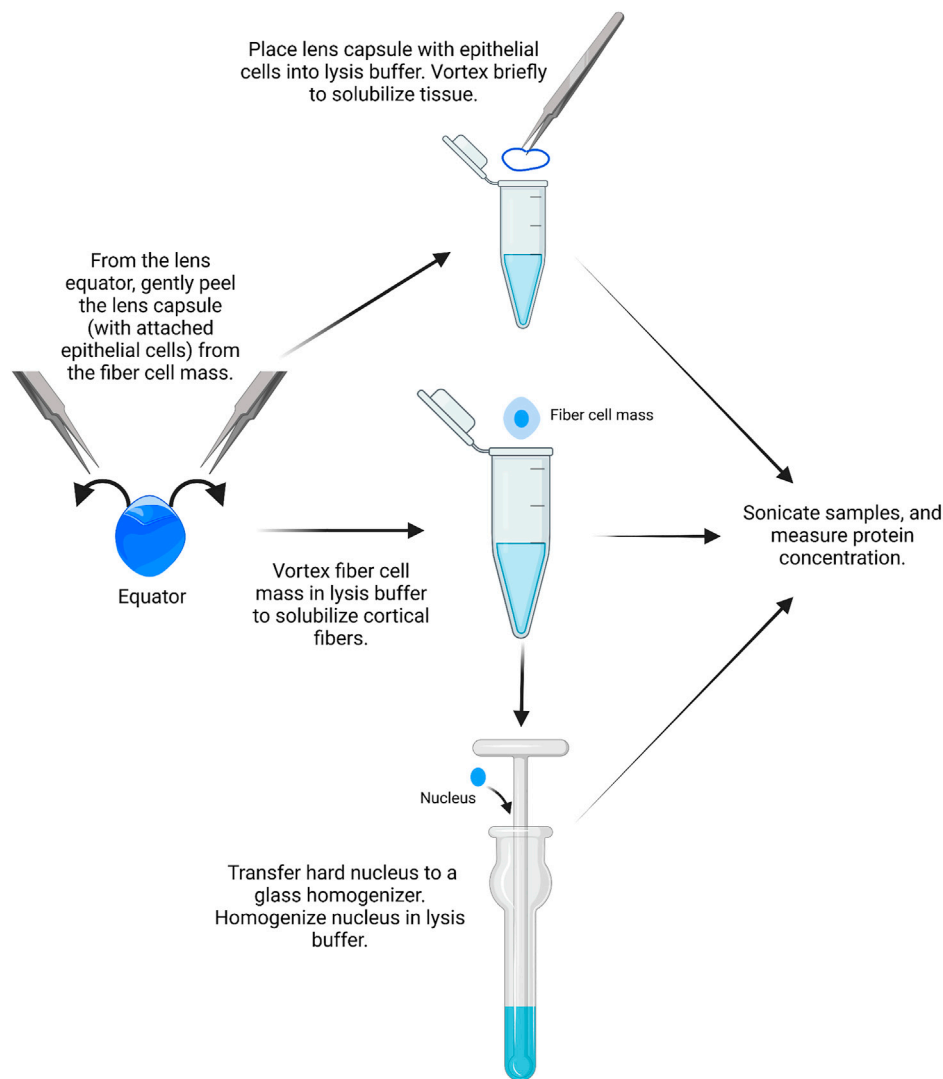 Place lens capsule with epithelial
cells into lysis buffer. Vortex briefly
to solubilize tissue.
From the lens
equator, gently peel
the lens capsule
(with attached
epithelial cells) from
the fiber cell mass.
Fiber cell mass
Equator
Vortex fiber cell
mass in lysis buffer
to solubilize cortical
fibers.
Sonicate samples, and
measure protein
concentration.
Nucleus
Transfer hard nucleus to a
glass homogenizer.
Homogenize nucleus in lysis
buffer.